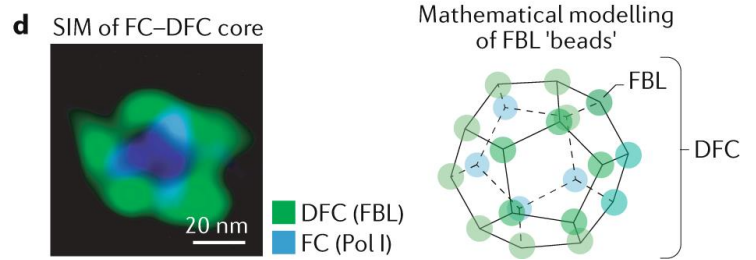 d
SIM of FC–DFC core
20 nm
DFC (FBL)
FC (Pol I)
Mathematical modelling
of FBL 'beads'
FBL
DFC